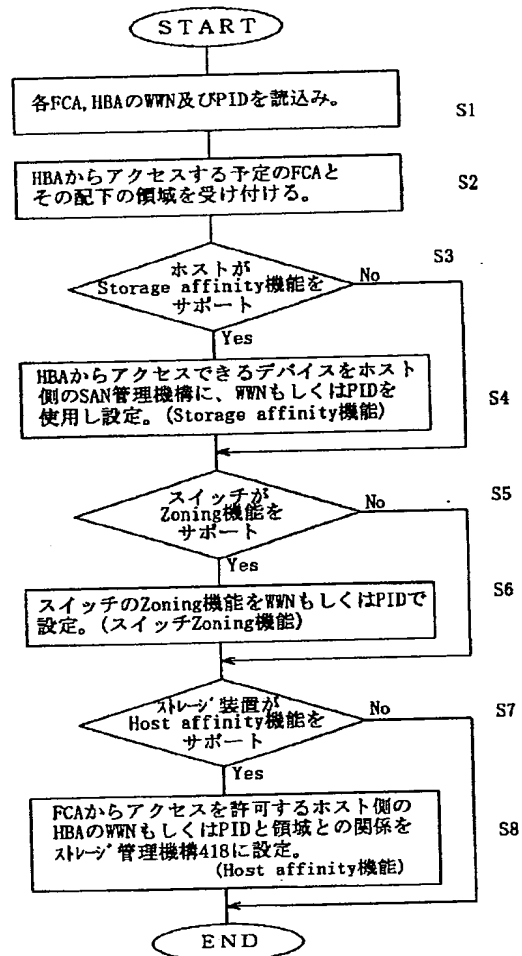 START
各FCA,HBAのWWN及びPIDを読込み。
S1
HBAからアクセスする予定のFCAと
その配下の領域を受け付ける。
S2
ホストが
Storage affinity機能を
サポート
S3
No
Yes
HBAからアクセスできるデバイスをホスト
側のSAN管理機構に、WWNもしくはPIDを
使用し設定。(Storage affinity機能)
S4
スイッチが
Zoning機能を
サポート
S5
No
Yes
スイッチのZoning機能をWWNもしくはPIDで
設定。(スイッチZoning機能)
S6
ストレージ装置が
Host affinity機能を
サポート
S7
No
Yes
FCAからアクセスを許可するホスト側の
HBAのWWNもしくはPIDと領域との関係を
ストレージ管理機構418に設定。
(Host affinity機能)
S8
END